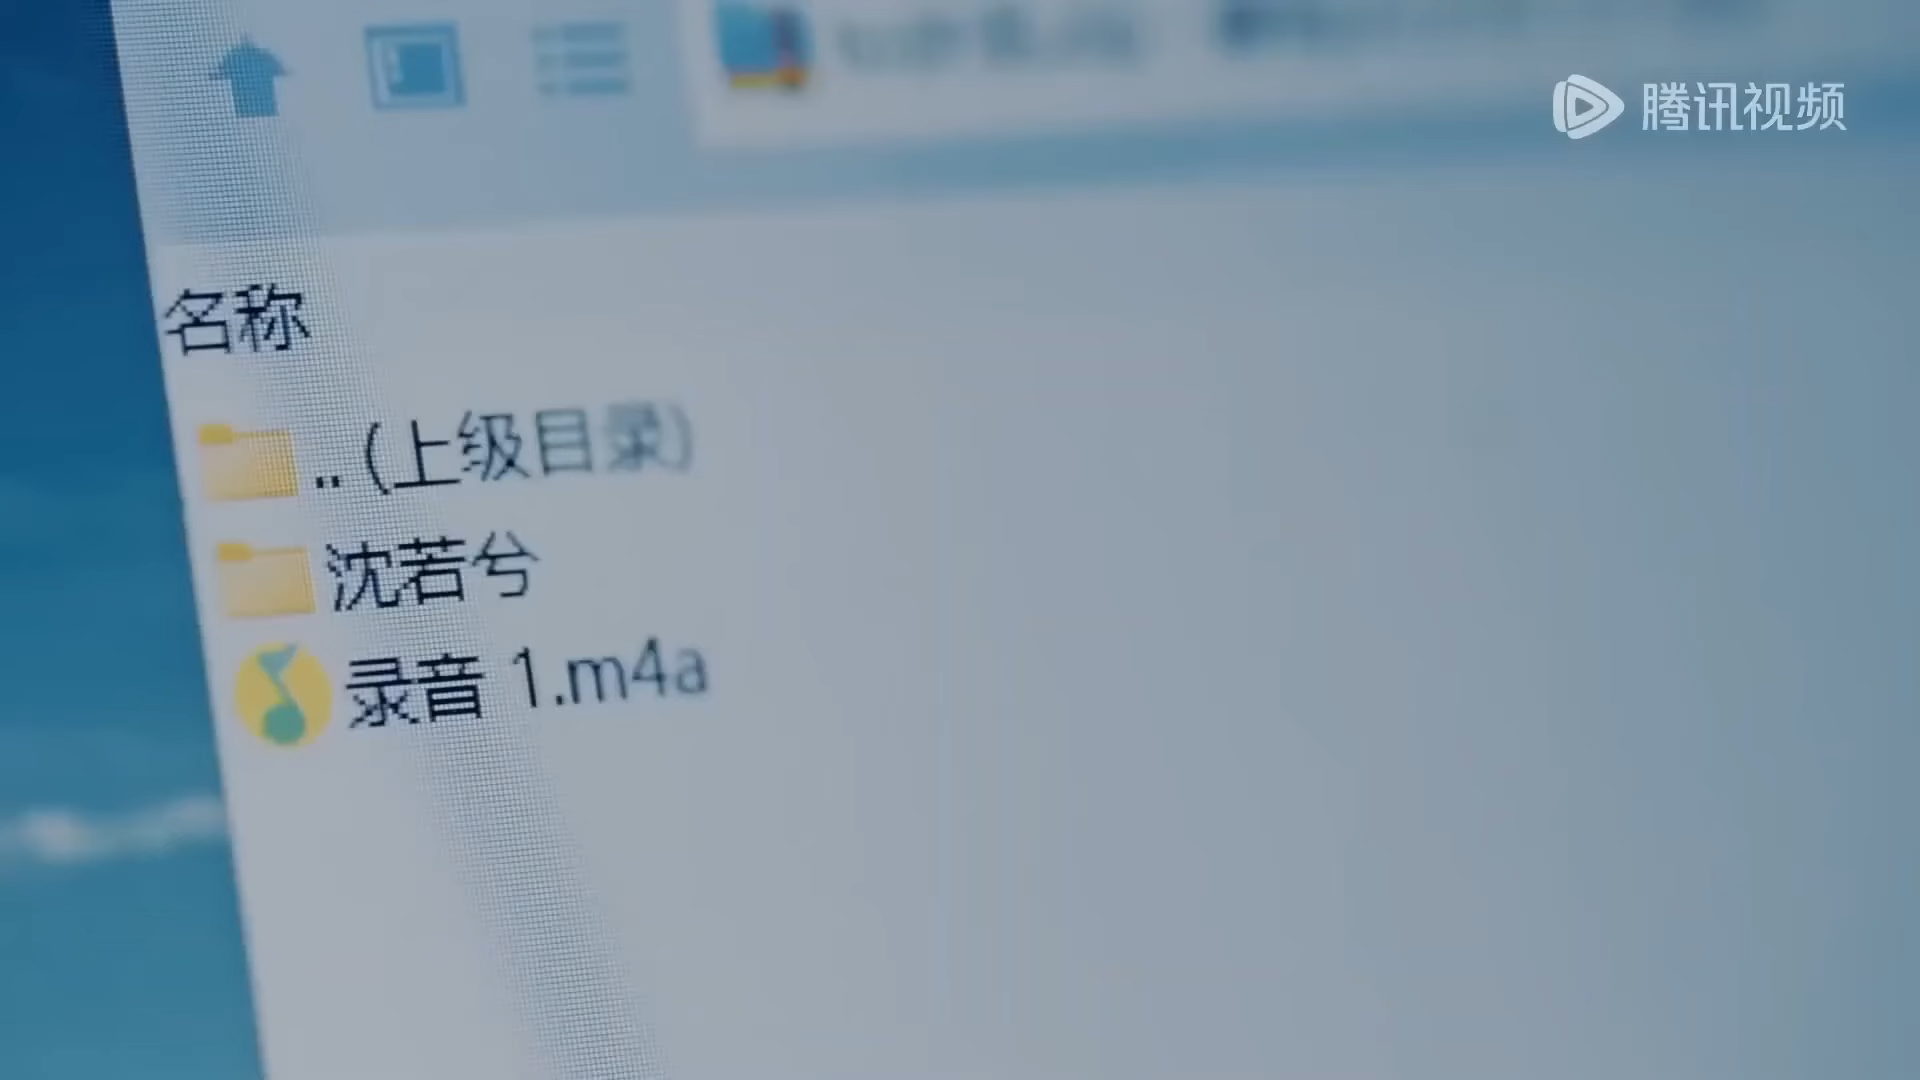 腾讯视频
名称
..(上级目录)
沈若兮
录音 1.m4a